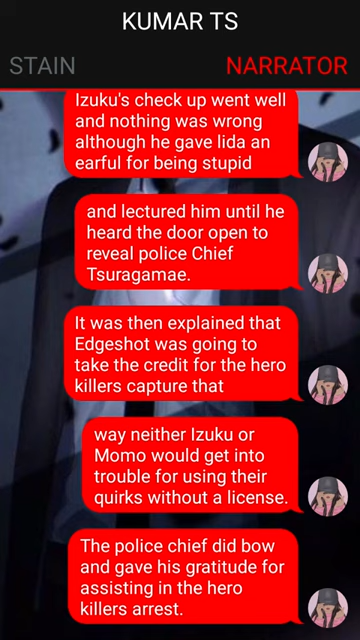 KUMAR TS
STAIN
NARRATOR
Izuku's check up went well
and nothing was wrong
although he gave Iida an
earful for being stupid
and lectured him until he
heard the door open to
reveal police Chief
Tsuragamae.
It was then explained that
Edgeshot was going to
take the credit for the hero
killers capture that
way neither Izuku or
Momo would get into
trouble for using their
quirks without a license.
The police chief did bow
and gave his gratitude for
assisting in the hero
killers arrest.